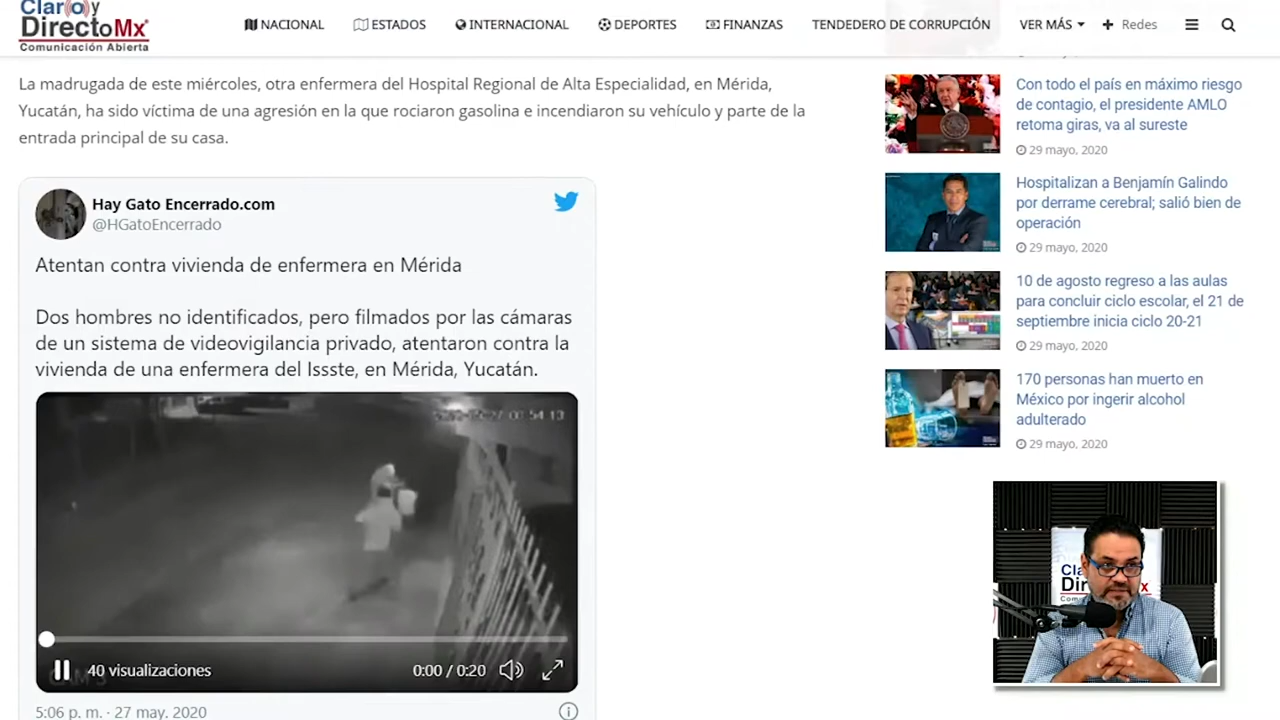 Claro y
DirectoMx®
Comunicación Abierta
NACIONAL
ESTADOS
INTERNACIONAL
DEPORTES
FINANZAS
TENDEDERO DE CORRUPCIÓN
VER MÁS
Redes
La madrugada de este miércoles, otra enfermera del Hospital Regional de Alta Especialidad, en Mérida,
Yucatán, ha sido víctima de una agresión en la que rociaron gasolina e incendiaron su vehículo y parte de la
entrada principal de su casa.
Hay Gato Encerrado.com
@HGatoEncerrado
Atentan contra vivienda de enfermera en Mérida
Dos hombres no identificados, pero filmados por las cámaras
de un sistema de videovigilancia privado, atentaron contra la
vivienda de una enfermera del Issste, en Mérida, Yucatán.
40 visualizaciones
0:00 / 0:20
5:06 p. m. · 27 may. 2020
Con todo el país en máximo riesgo
de contagio, el presidente AMLO
retoma giras, va al sureste
29 mayo, 2020
Hospitalizan a Benjamín Galindo
por derrame cerebral; salió bien de
operación
29 mayo, 2020
10 de agosto regreso a las aulas
para concluir ciclo escolar, el 21 de
septiembre inicia ciclo 20-21
29 mayo, 2020
170 personas han muerto en
México por ingerir alcohol
adulterado
29 mayo, 2020